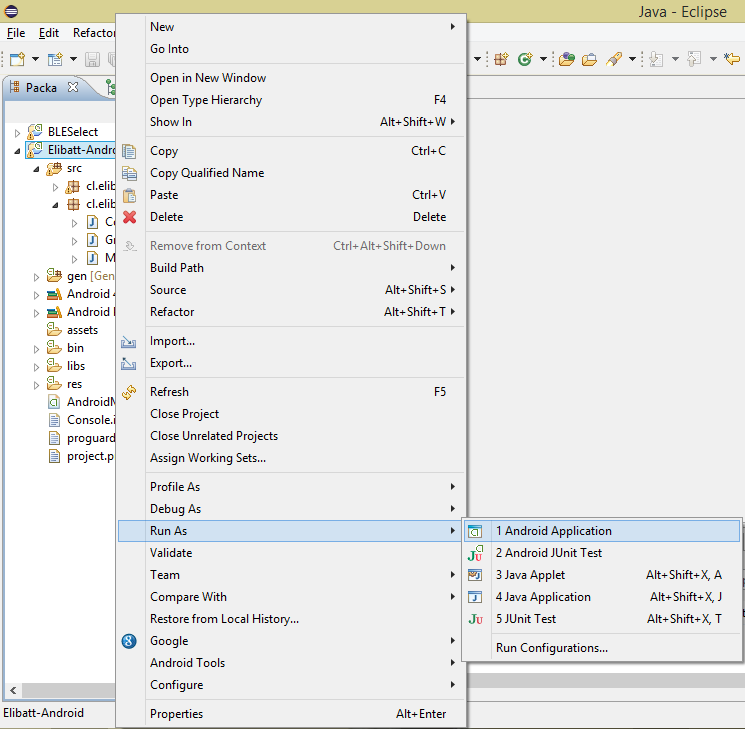 Java - Eclipse
File Edit Refactor
Packa
BLESelect
Elibatt-Andro
src
cl.elib
cl.elib
Co
Gr
M
gen [Gen
Android 4
Android
assets
bin
libs
res
AndroidM
Console.i
proguard
project.p
New
Go Into
Open in New Window
Open Type Hierarchy F4
Show In Alt+Shift+W
Copy Ctrl+C
Copy Qualified Name
Paste Ctrl+V
Delete Delete
Remove from Context Ctrl+Alt+Shift+Down
Build Path
Source Alt+Shift+S
Refactor Alt+Shift+T
Import...
Export...
Refresh F5
Close Project
Close Unrelated Projects
Assign Working Sets...
Profile As
Debug As
Run As
Validate
Team
Compare With
Restore from Local History...
Google
Android Tools
Configure
Properties Alt+Enter
1 Android Application
2 Android JUnit Test
3 Java Applet Alt+Shift+X, A
4 Java Application Alt+Shift+X, J
5 JUnit Test Alt+Shift+X, T
Run Configurations...
Elibatt-Android